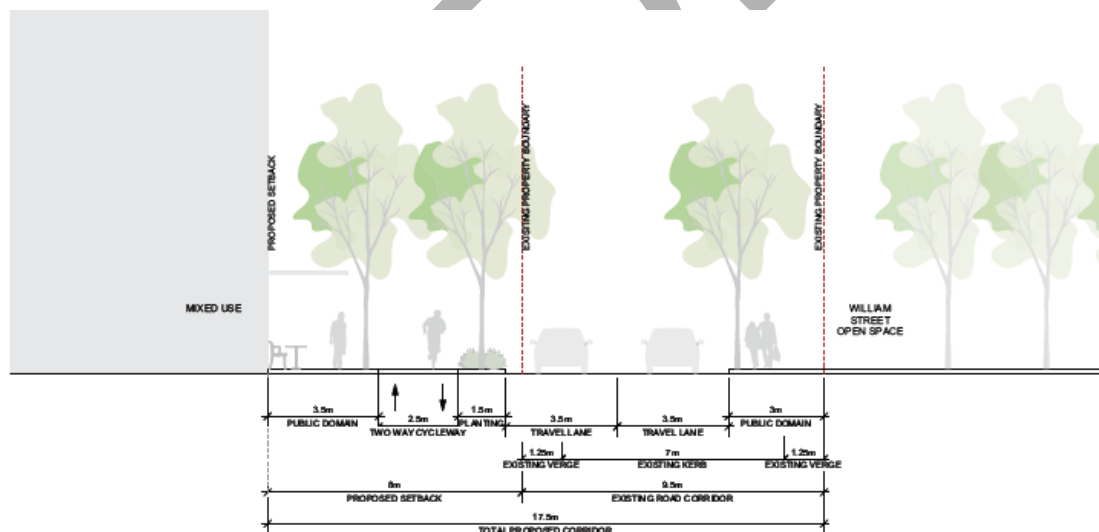 PROPOSED SETBACK
EXISTING PROPERTY BOUNDARY
EXISTING PROPERTY BOUNDARY
MIXED USE
WILLIAM
STREET
OPEN SPACE
3.5m
PUBLIC DOMAIN
2.5m
TWO WAY CYCLEWAY
1.5m
PLANTING
3.5m
TRAVEL LANE
3.5m
TRAVEL LANE
3m
PUBLIC DOMAIN
1.25m
EXISTING VERGE
7m
EXISTING KERB
1.25m
EXISTING VERGE
8m
PROPOSED SETBACK
9.5m
EXISTING ROAD CORRIDOR
17.5m
TOTAL PROPOSED CORRIDOR